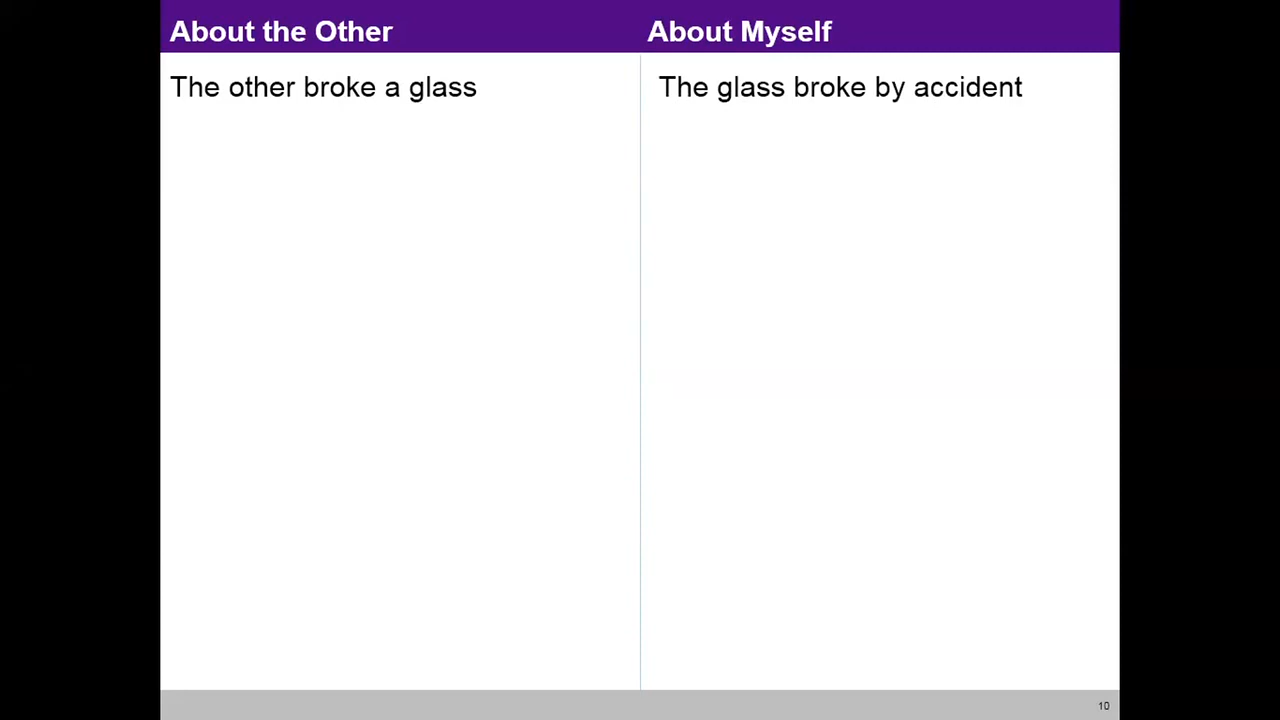 About the Other
About Myself
The other broke a glass
The glass broke by accident
10